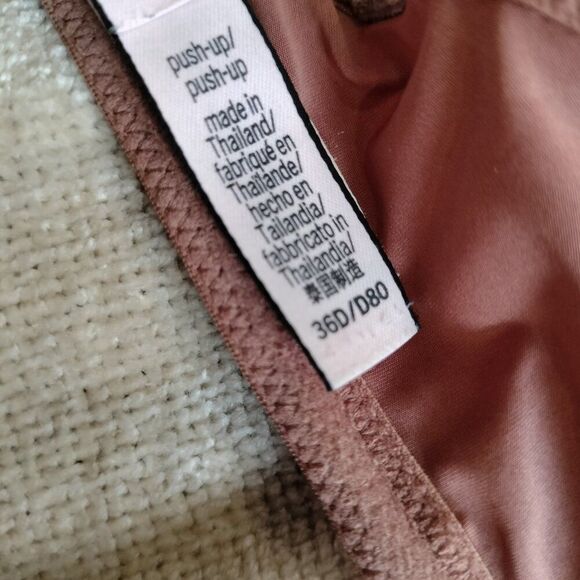 push-up/
push-up
made in
Thailand/
fabriqué en
Thaïlande/
hecho en
Tailandia/
fabbricato in
Thailandia/
泰国制造
36D/D80